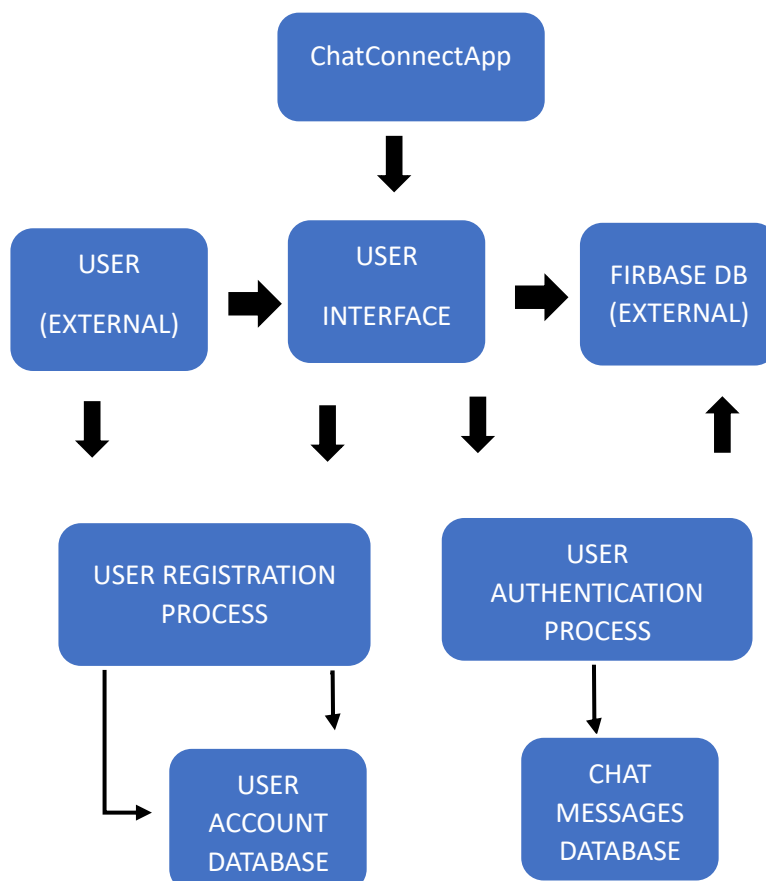 ChatConnectApp
USER
(EXTERNAL)
USER
INTERFACE
FIRBASE DB
(EXTERNAL)
USER REGISTRATION
PROCESS
USER
AUTHENTICATION
PROCESS
USER
ACCOUNT
DATABASE
CHAT
MESSAGES
DATABASE